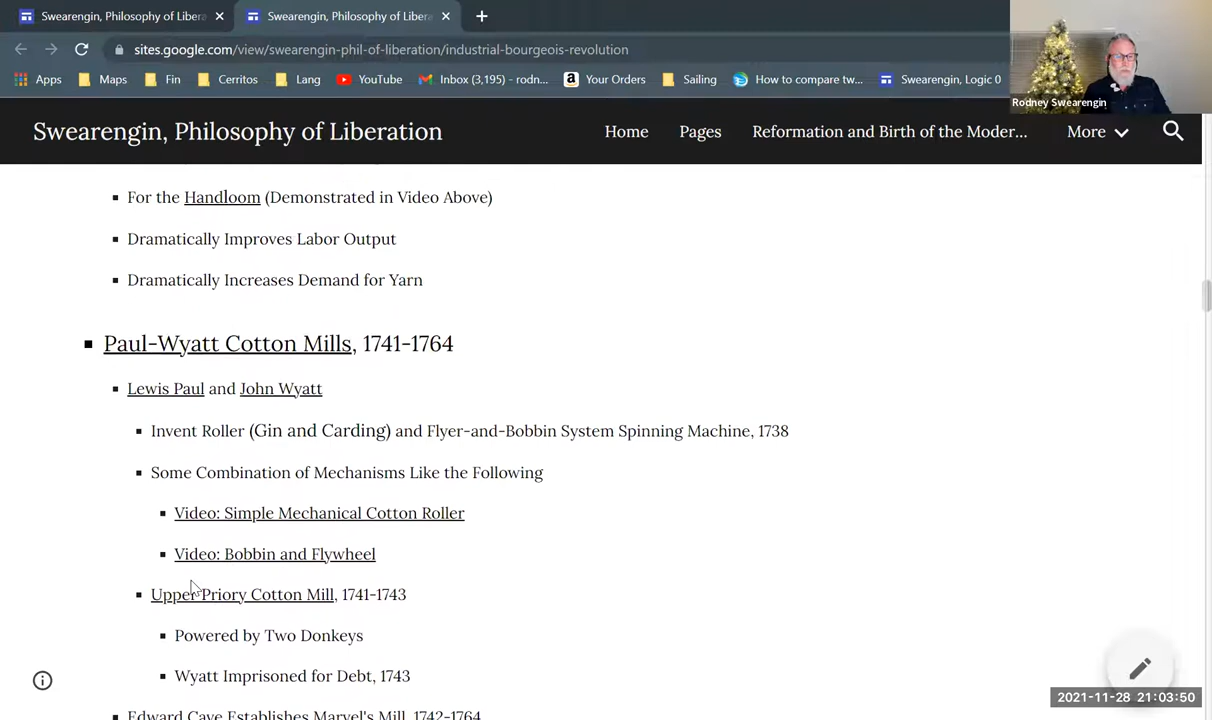 Swearengin, Philosophy of Libera
Swearengin, Philosophy of Libera
sites.google.com/view/swearengin-phil-of-liberation/industrial-bourgeois-revolution
Apps Maps Fin Cerritos Lang YouTube Inbox (3,195) - rodn... Your Orders Sailing How to compare tw... Swearengin, Logic 0
Rodney Swearengin
Swearengin, Philosophy of Liberation
Home Pages Reformation and Birth of the Moder... More
For the Handloom (Demonstrated in Video Above)
Dramatically Improves Labor Output
Dramatically Increases Demand for Yarn
Paul-Wyatt Cotton Mills, 1741-1764
Lewis Paul and John Wyatt
Invent Roller (Gin and Carding) and Flyer-and-Bobbin System Spinning Machine, 1738
Some Combination of Mechanisms Like the Following
Video: Simple Mechanical Cotton Roller
Video: Bobbin and Flywheel
Upper Priory Cotton Mill, 1741-1743
Powered by Two Donkeys
Wyatt Imprisoned for Debt, 1743
Edward Cave Establishes Marvel's Mill, 1742-1764
2021-11-28 21:03:50